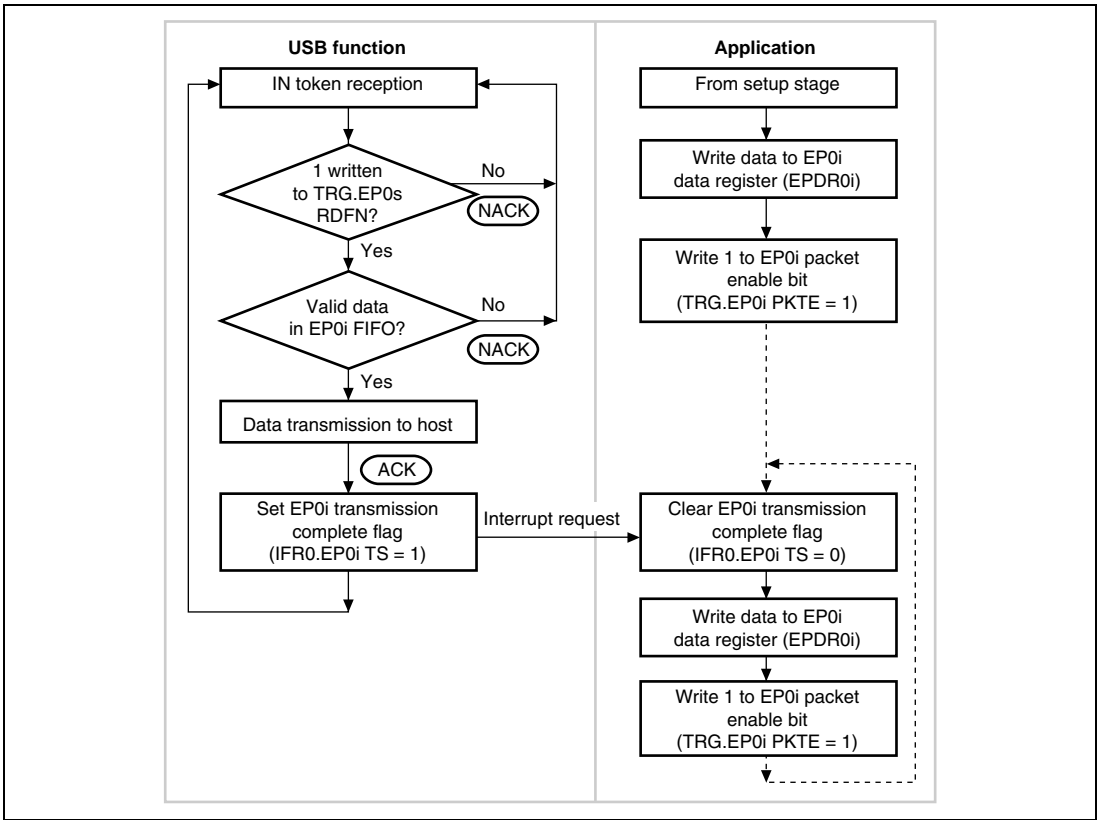 USB function
IN token reception
1 written
to TRG.EP0s
RDFN?
No
NACK
Yes
Valid data
in EP0i FIFO?
No
NACK
Yes
Data transmission to host
ACK
Set EP0i transmission
complete flag
(IFR0.EP0i TS = 1)
Interrupt request
Application
From setup stage
Write data to EP0i
data register (EPDR0i)
Write 1 to EP0i packet
enable bit
(TRG.EP0i PKTE = 1)
Clear EP0i transmission
complete flag
(IFR0.EP0i TS = 0)
Write data to EP0i
data register (EPDR0i)
Write 1 to EP0i packet
enable bit
(TRG.EP0i PKTE = 1)